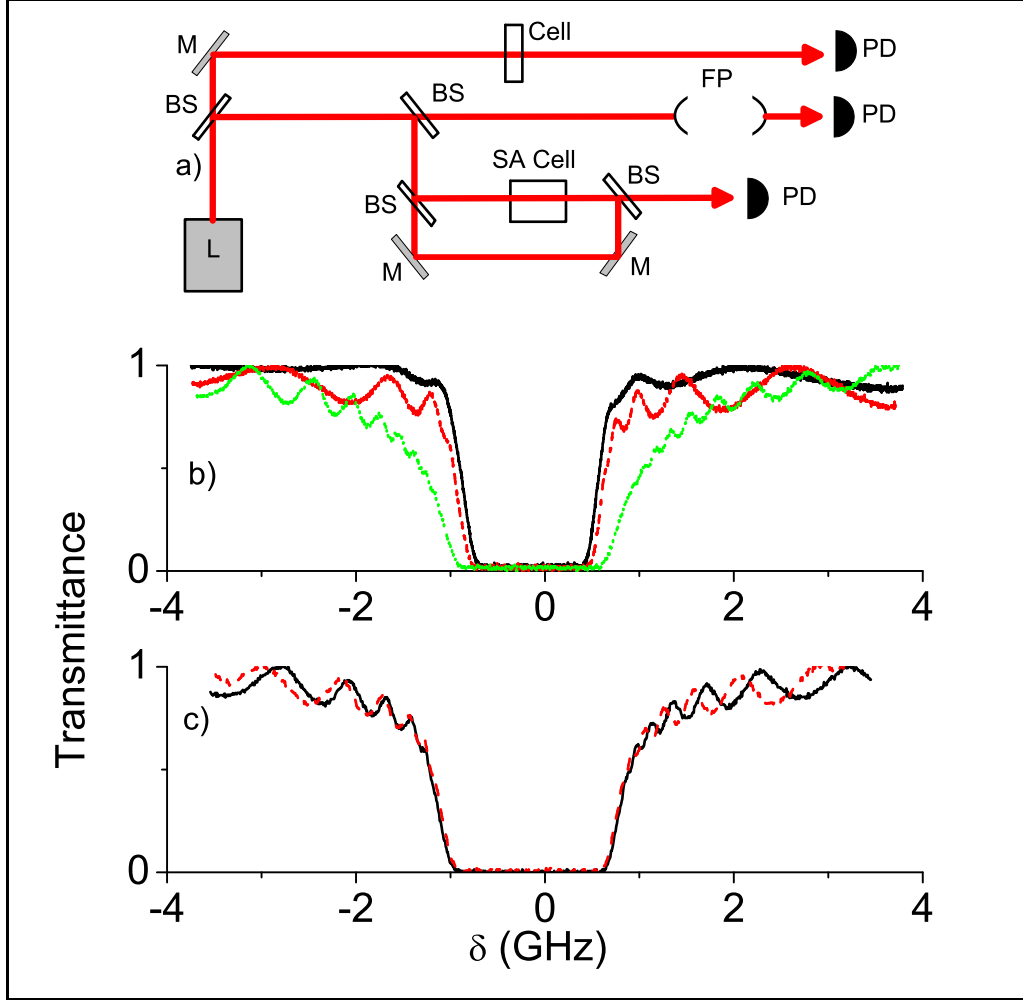 M
Cell
PD
BS
BS
FP
PD
a)
SA Cell
BS
BS
PD
L
M
M
1
b)
0
-4
-2
0
2
4
Transmittance
1
c)
0
-4
-2
0
2
4
δ (GHz)